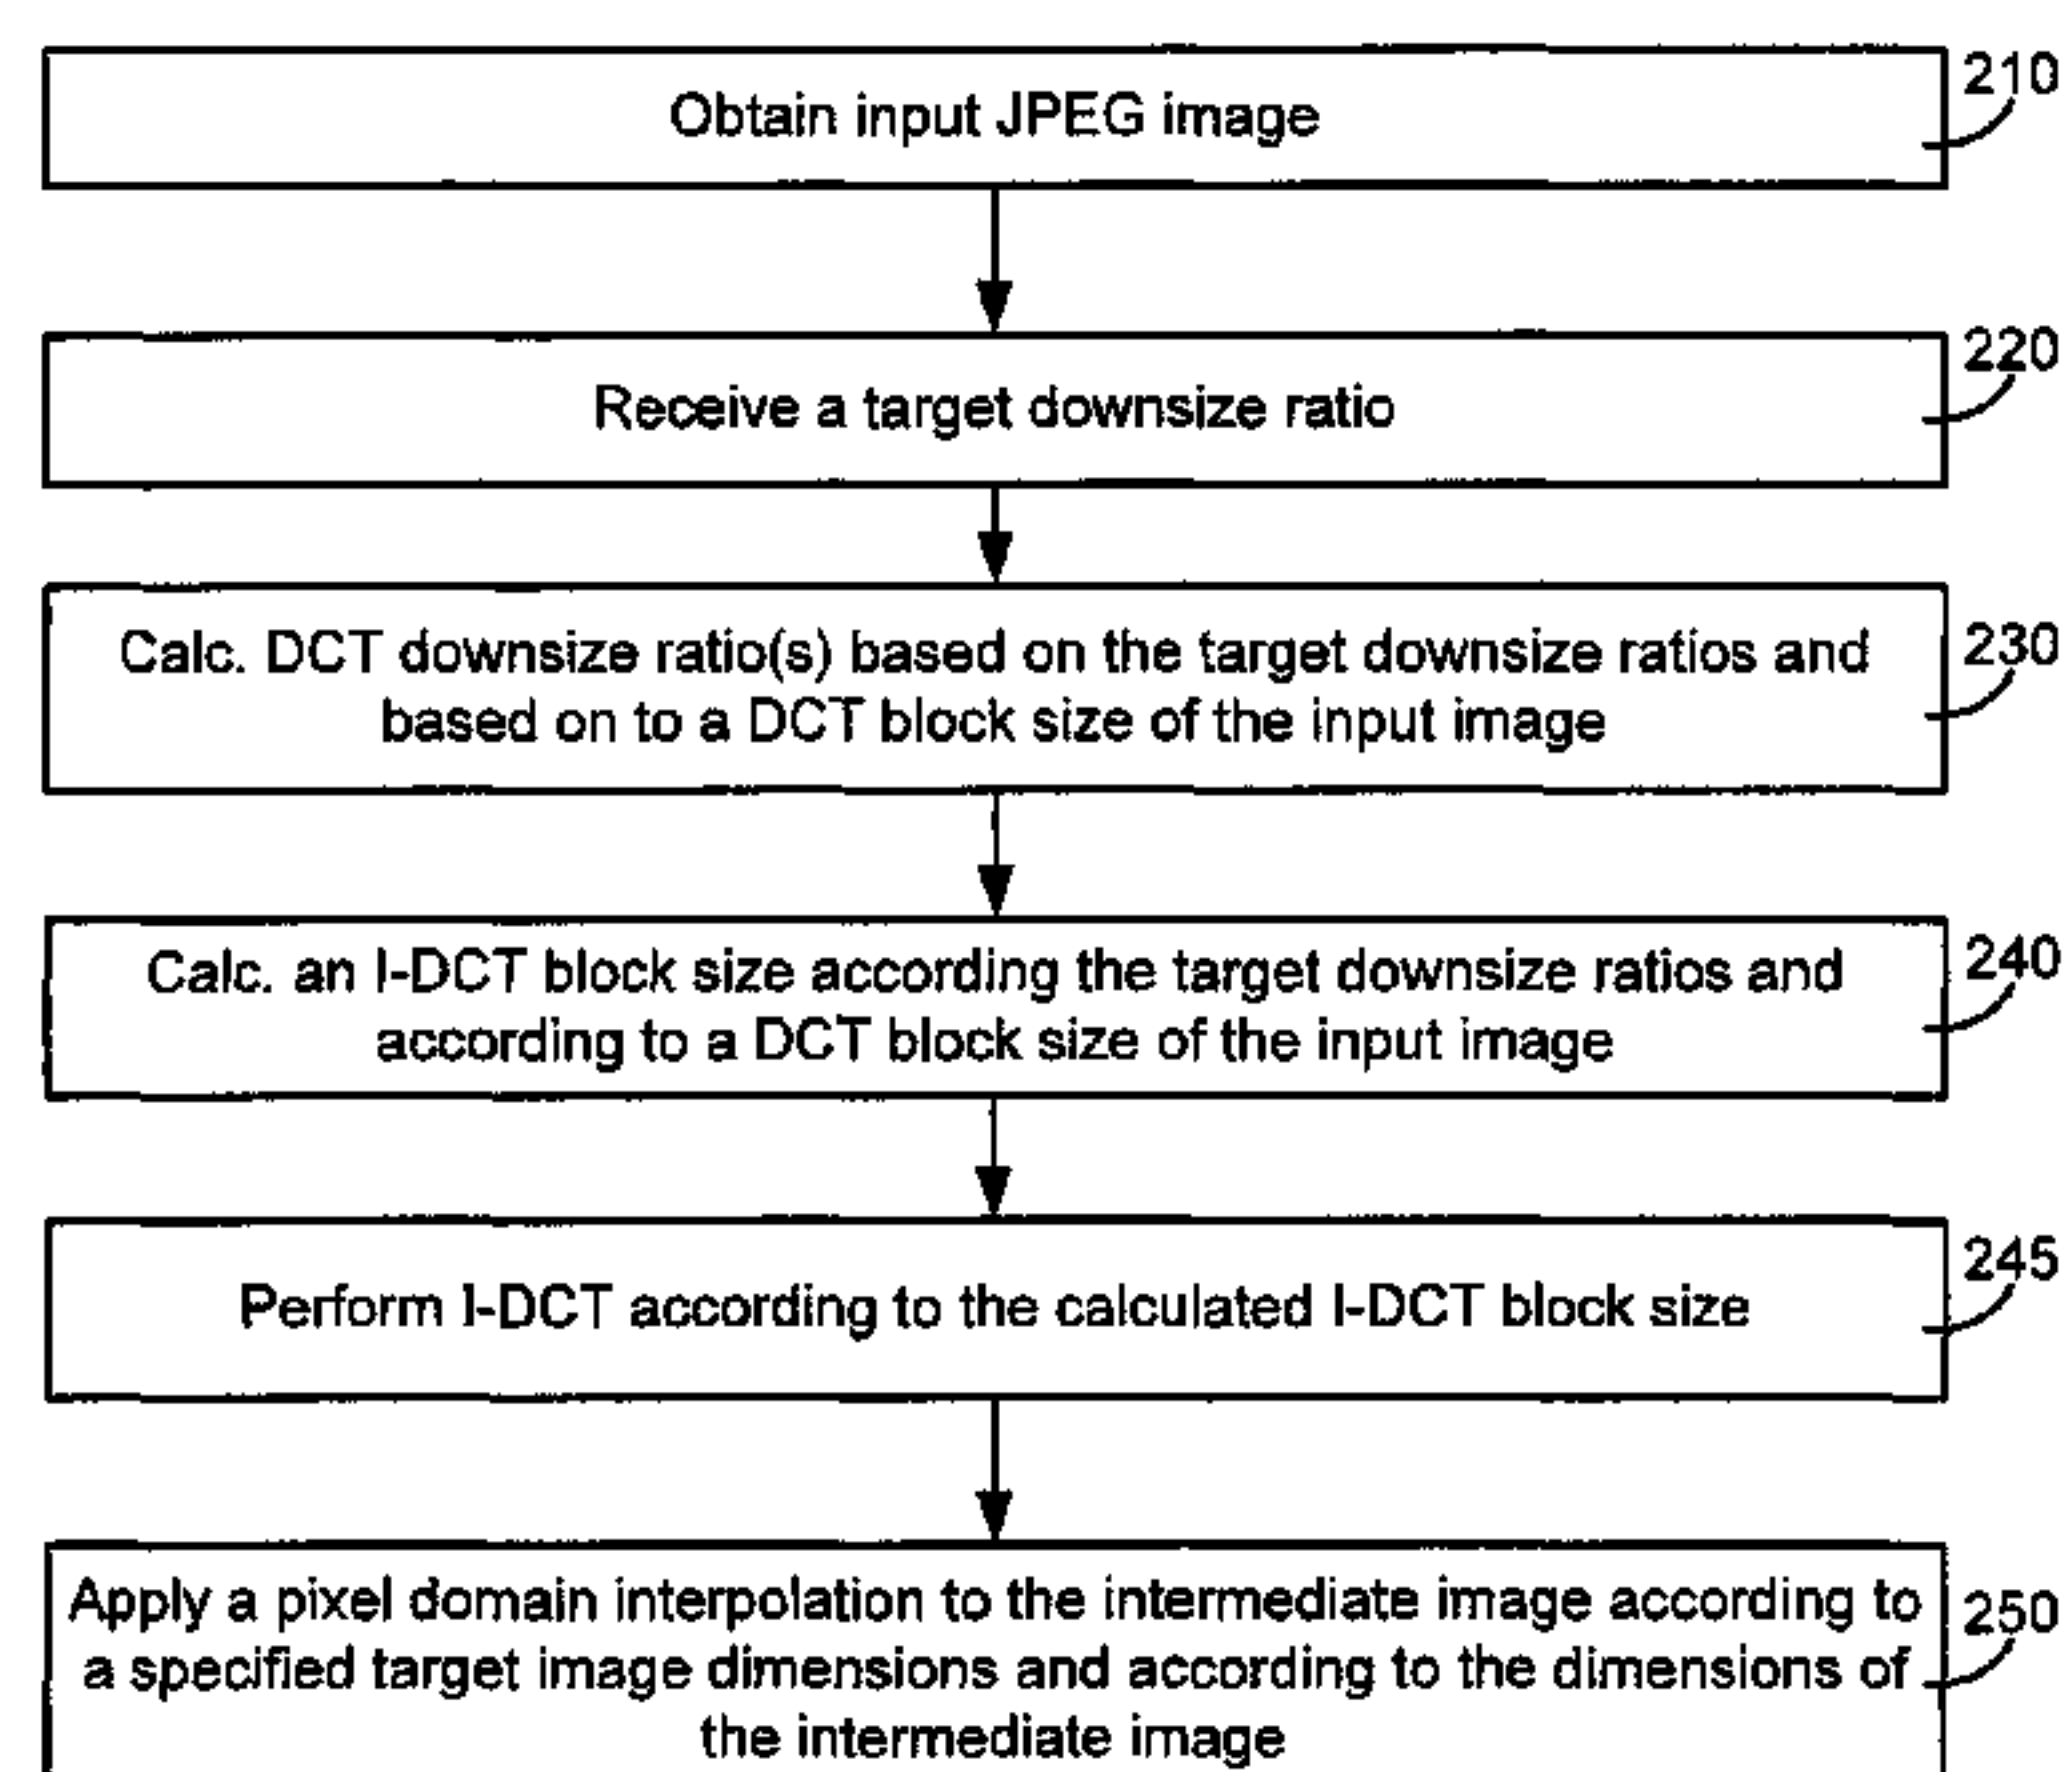 210
Obtain input JPEG image
220
Receive a target downsize ratio
Calc. DCT downsize ratio(s) based on the target downsize ratios and
230
based on to a DCT block size of the input image
240
Calc. an I-DCT block size according the target downsize ratios and
according to a DCT block size of the input image
245
Perform I-DCT according to the calculated I-DCT block size
Apply a pixel domain interpolation to the intermediate image according to
250
a specified target image dimensions and according to the dimensions of
the intermediate image